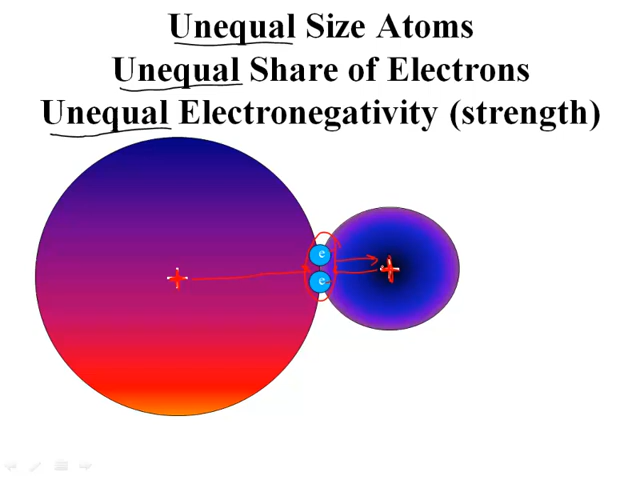 Unequal Size Atoms
Unequal Share of Electrons
Unequal Electronegativity (strength)
+
e-
e-
+